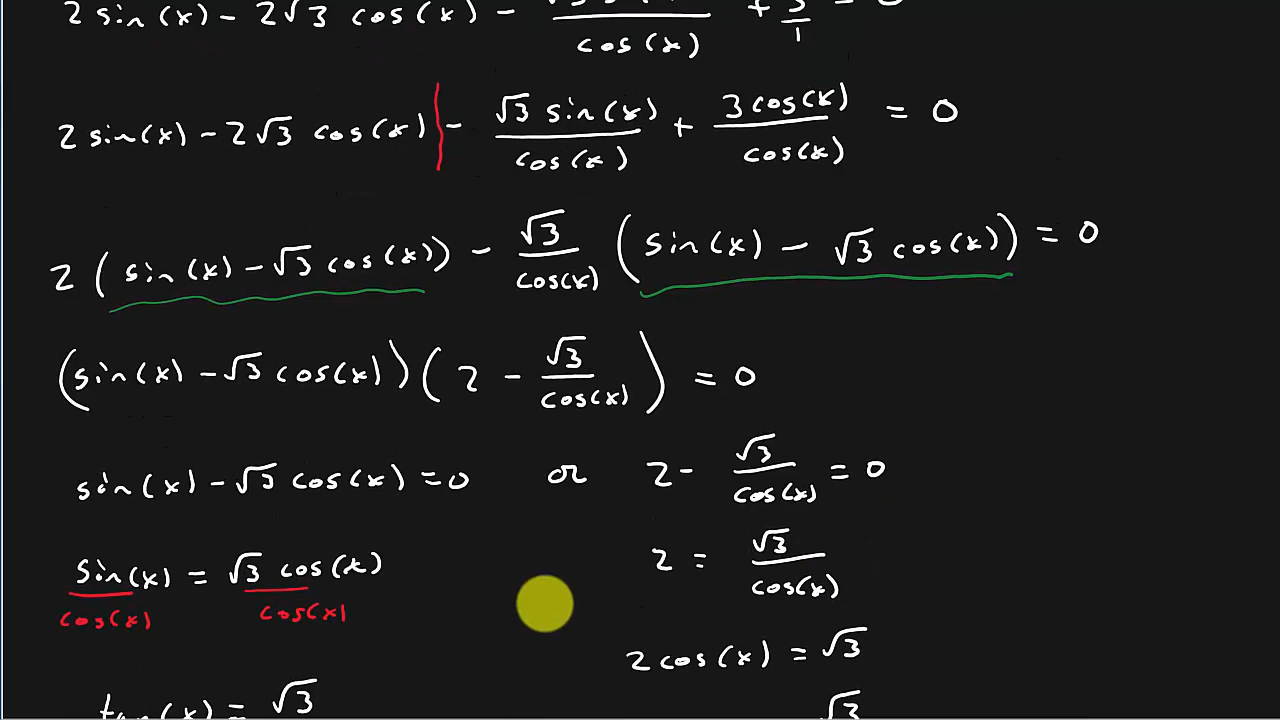 2 sin(x) - 2√3 cos(x) - √3 sin(x)/cos(x) + 3/1 = 0
2 sin(x) - 2√3 cos(x) | - √3 sin(x)/cos(x) + 3 cos(x)/cos(x) = 0
2 (sin(x) - √3 cos(x)) - √3/cos(x) (sin(x) - √3 cos(x)) = 0
(sin(x) - √3 cos(x)) (2 - √3/cos(x)) = 0
sin(x) - √3 cos(x) = 0 or 2 - √3/cos(x) = 0
sin(x)/cos(x) = √3 cos(x)/cos(x)
2 = √3/cos(x)
2 cos(x) = √3
tan(x) = √3
√3